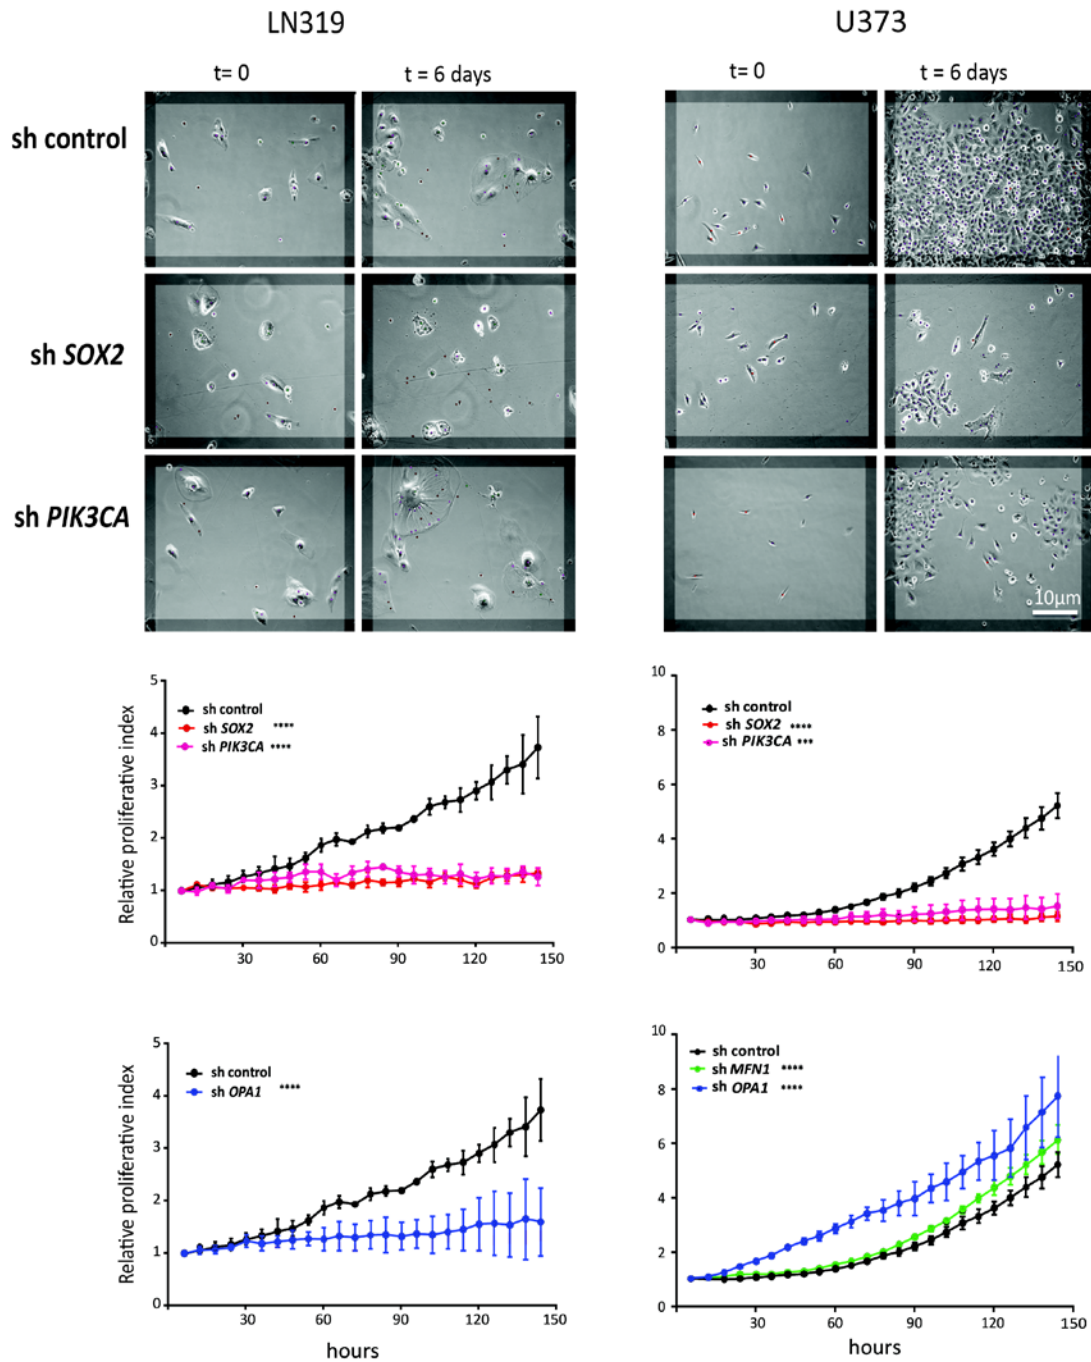 LN319 U373
t= 0 t = 6 days t= 0 t = 6 days
sh control
sh SOX2
sh PIK3CA
10µm
5
4
3
2
1
0
Relative proliferative index
sh control
sh SOX2 ****
sh PIK3CA ****
30 60 90 120 150
10
8
6
4
2
0
sh control
sh SOX2 ****
sh PIK3CA ***
30 60 90 120 150
5
4
3
2
1
0
Relative proliferative index
sh control
sh OPA1 ****
30 60 90 120 150
hours
10
8
6
4
2
0
sh control
sh MFN1 ****
sh OPA1 ****
30 60 90 120 150
hours